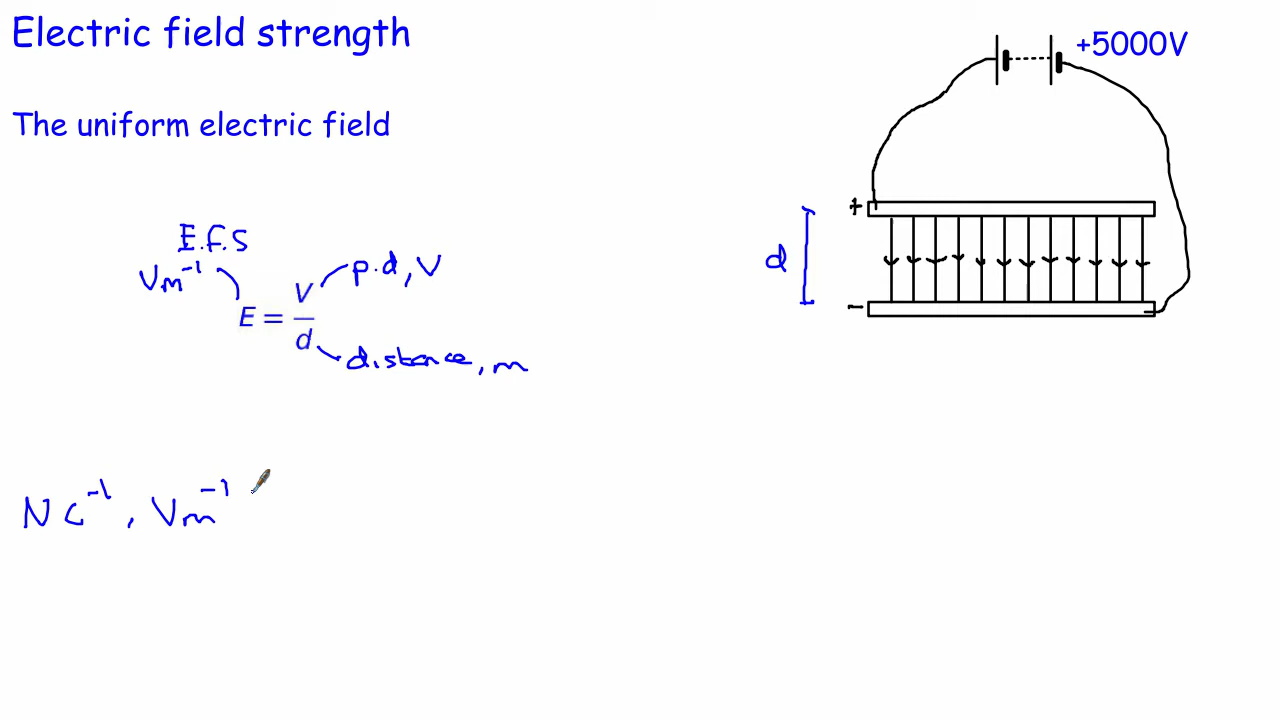 Electric field strength
+5000V
The uniform electric field
+
E.F.S
Vm⁻¹
p.d, V
E = V/d
d
distance, m
−
N C⁻¹, Vm⁻¹